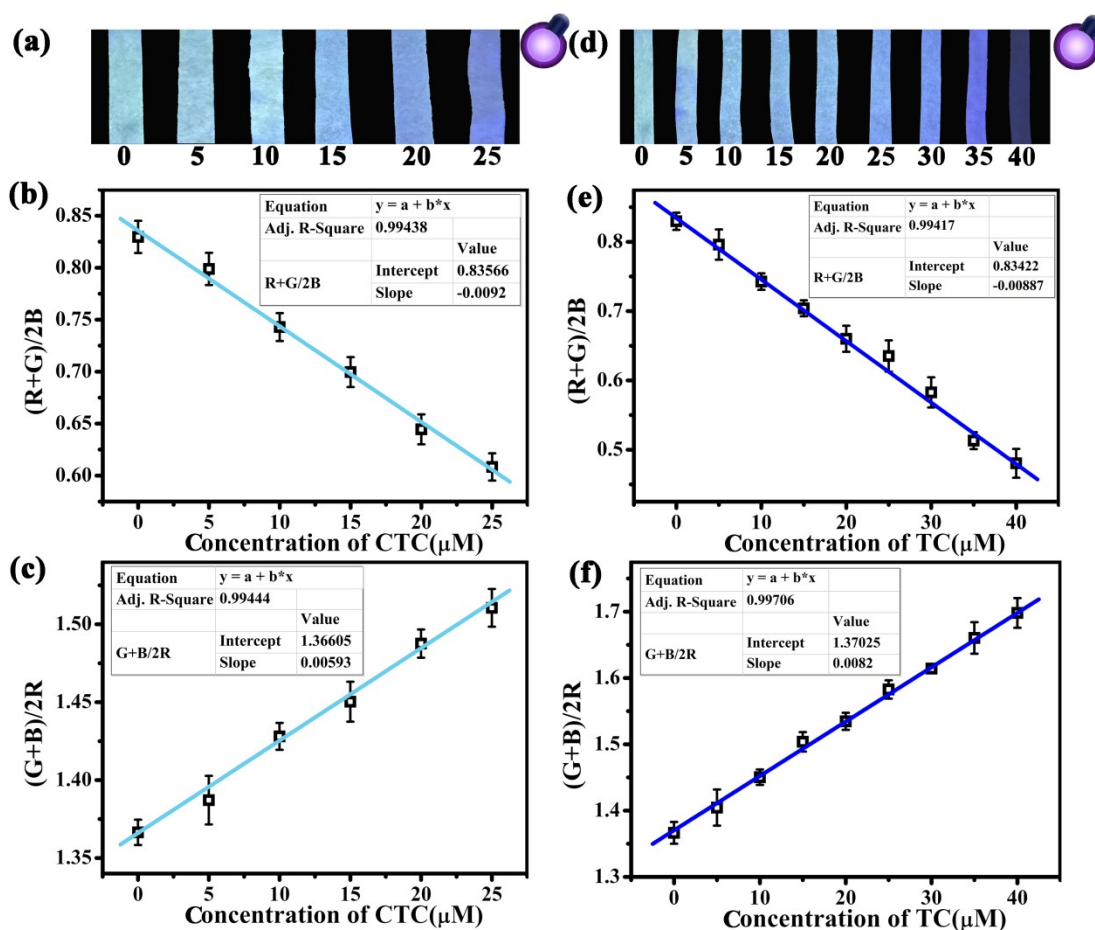 (a)
0 5 10 15 20 25
(d)
0 5 10 15 20 25 30 35 40
(b)
(R+G)/2B
0.85
0.80
0.75
0.70
0.65
0.60
Equation y = a + b*x
Adj. R-Square 0.99438
Value
R+G/2B Intercept 0.83566
Slope -0.0092
0 5 10 15 20 25
Concentration of CTC(μM)
(e)
(R+G)/2B
0.8
0.7
0.6
0.5
Equation y = a + b*x
Adj. R-Square 0.99417
Value
R+G/2B Intercept 0.83422
Slope -0.00887
0 10 20 30 40
Concentration of TC(μM)
(c)
(G+B)/2R
1.50
1.45
1.40
1.35
Equation y = a + b*x
Adj. R-Square 0.99444
Value
G+B/2R Intercept 1.36605
Slope 0.00593
0 5 10 15 20 25
Concentration of CTC(μM)
(f)
(G+B)/2R
1.7
1.6
1.5
1.4
1.3
Equation y = a + b*x
Adj. R-Square 0.99706
Value
G+B/2R Intercept 1.37025
Slope 0.0082
0 10 20 30 40
Concentration of TC(μM)